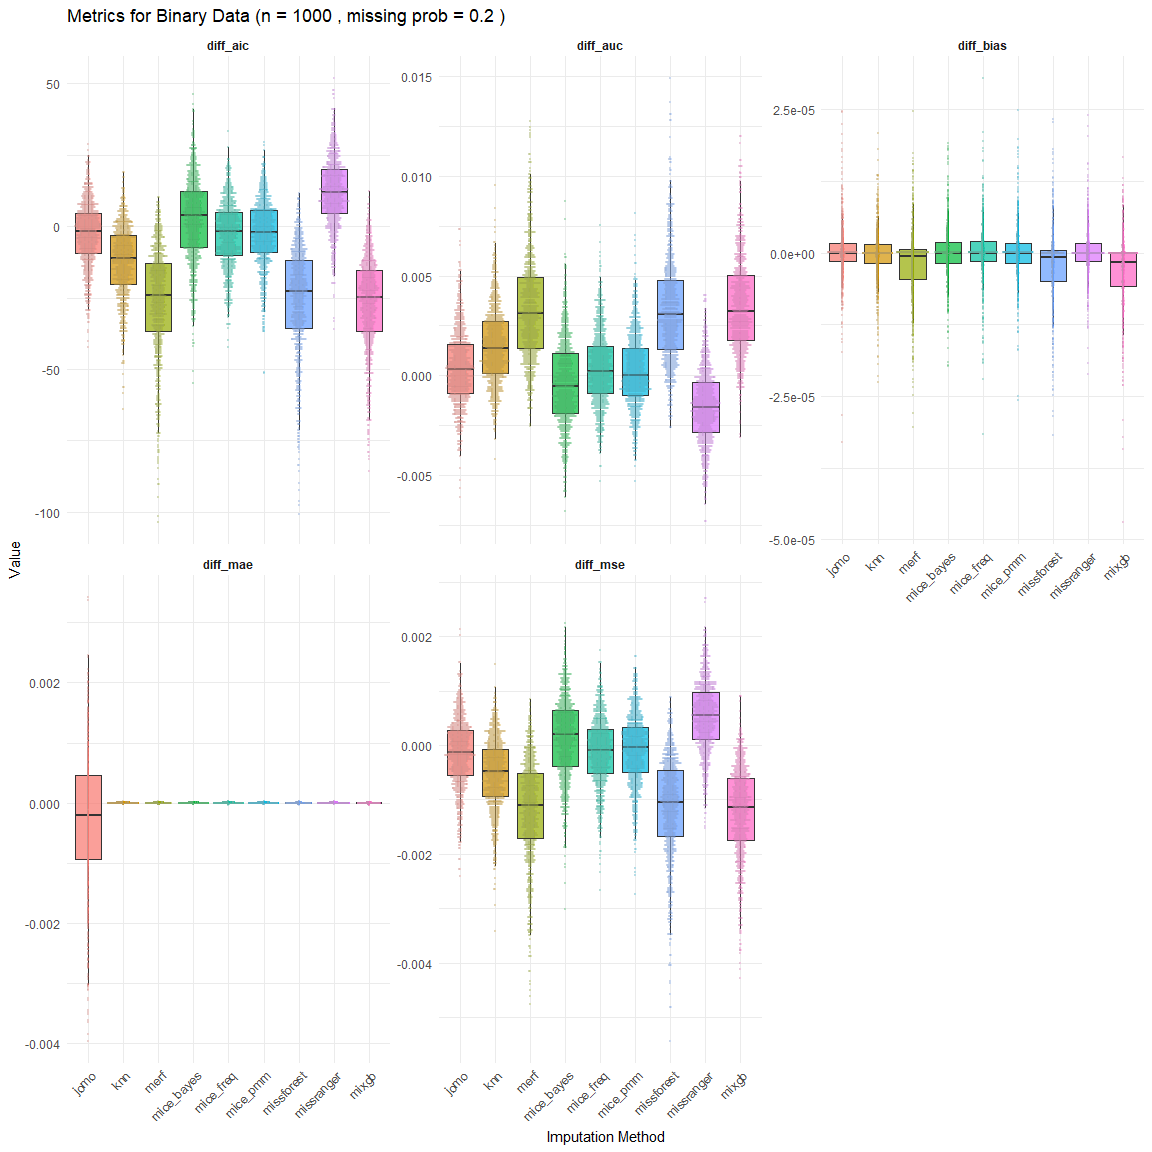 Metrics for Binary Data (n = 1000 , missing prob = 0.2 )
diff_aic
diff_auc
diff_bias
50
0
-50
-100
0.015
0.010
0.005
0.000
-0.005
2.5e-05
0.0e+00
-2.5e-05
-5.0e-05
jomo
knn
merf
mice_bayes
mice_freq
mice_pmm
missforest
missranger
mixgb
Value
diff_mae
diff_mse
0.002
0.000
-0.002
-0.004
0.002
0.000
-0.002
-0.004
jomo
knn
merf
mice_bayes
mice_freq
mice_pmm
missforest
missranger
mixgb
jomo
knn
merf
mice_bayes
mice_freq
mice_pmm
missforest
missranger
mixgb
Imputation Method